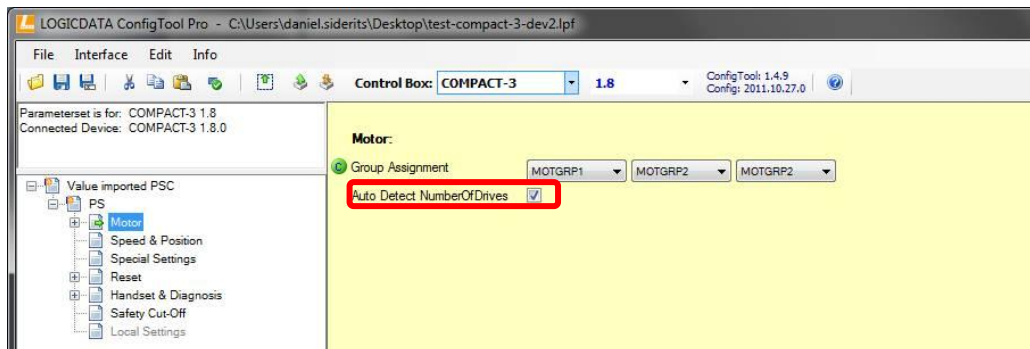 LOGICDATA ConfigTool Pro - C:\Users\daniel.siderits\Desktop\test-compact-3-dev2.lpf
File Interface Edit Info
Control Box: COMPACT-3 1.8 ConfigTool: 1.4.9
Config: 2011.10.27.0
Parameterset is for: COMPACT-3 1.8
Connected Device: COMPACT-3 1.8.0
Motor:
C Group Assignment MOTGRP1 MOTGRP2 MOTGRP2
Auto Detect NumberOfDrives
Value imported PSC
PS
Motor
Speed & Position
Special Settings
Reset
Handset & Diagnosis
Safety Cut-Off
Local Settings